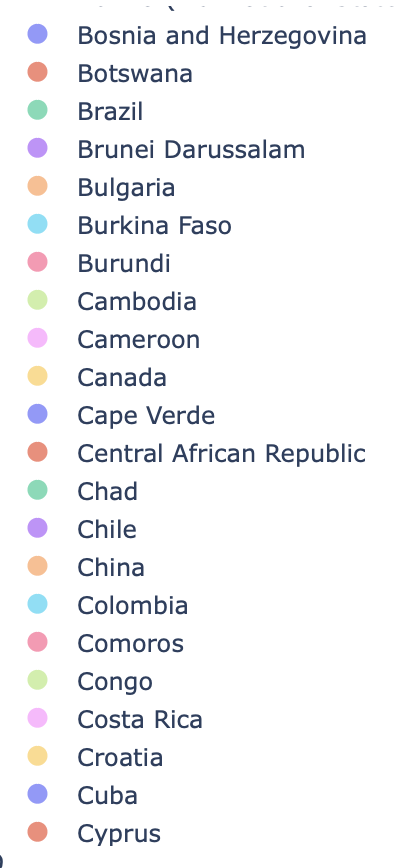 Bosnia and Herzegovina
Botswana
Brazil
Brunei Darussalam
Bulgaria
Burkina Faso
Burundi
Cambodia
Cameroon
Canada
Cape Verde
Central African Republic
Chad
Chile
China
Colombia
Comoros
Congo
Costa Rica
Croatia
Cuba
Cyprus